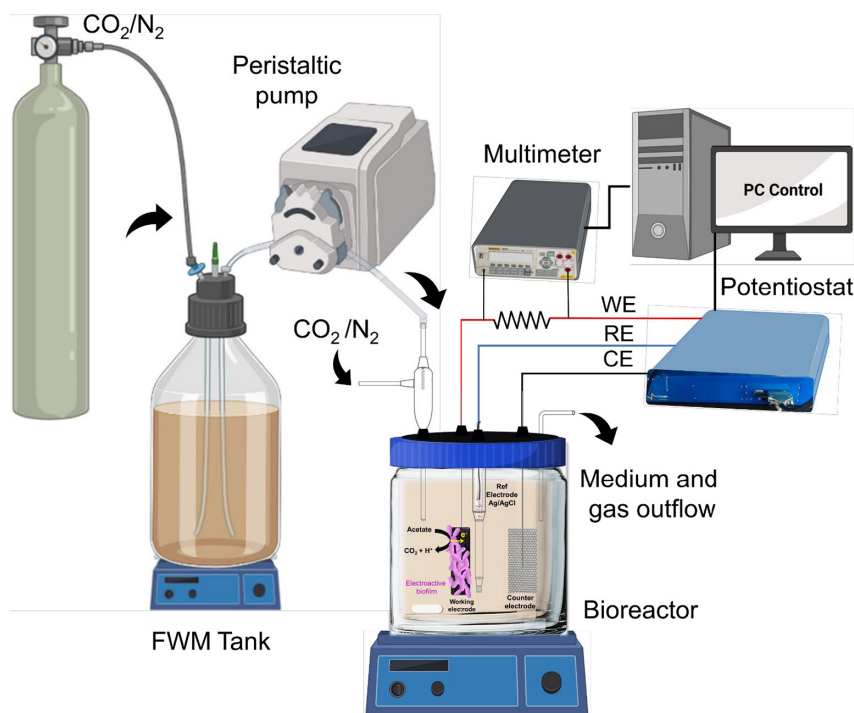 CO₂/N₂
Peristaltic
pump
Multimeter
PC Control
Potentiostat
WE
RE
CE
CO₂ /N₂
Medium and
gas outflow
Ref
Electrode
Ag/AgCl
Acetate
e⁻
CO₂ + H⁺
Electroactive
biofilm
Working
electrode
Counter
electrode
Bioreactor
FWM Tank